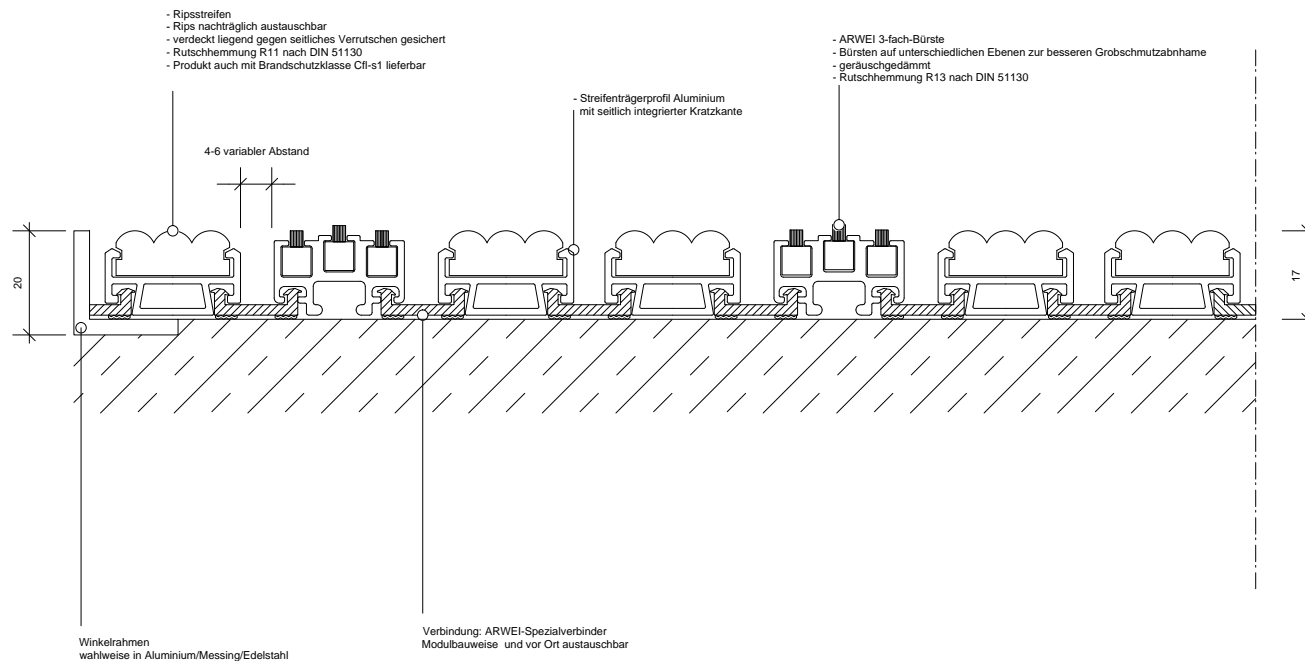 - Ripsstreifen
- Rips nachträglich austauschbar
- verdeckt liegend gegen seitliches Verrutschen gesichert
- Rutschhemmung R11 nach DIN 51130
- Produkt auch mit Brandschutzklasse Cfl-s1 lieferbar
- ARWEI 3-fach-Bürste
- Bürsten auf unterschiedlichen Ebenen zur besseren Grobschmutzabnhame
- geräuschgedämmt
- Rutschhemmung R13 nach DIN 51130
- Streifenträgerprofil Aluminium
mit seitlich integrierter Kratzkante
4-6 variabler Abstand
20
17
Winkelrahmen
wahlweise in Aluminium/Messing/Edelstahl
Verbindung: ARWEI-Spezialverbinder
Modulbauweise und vor Ort austauschbar